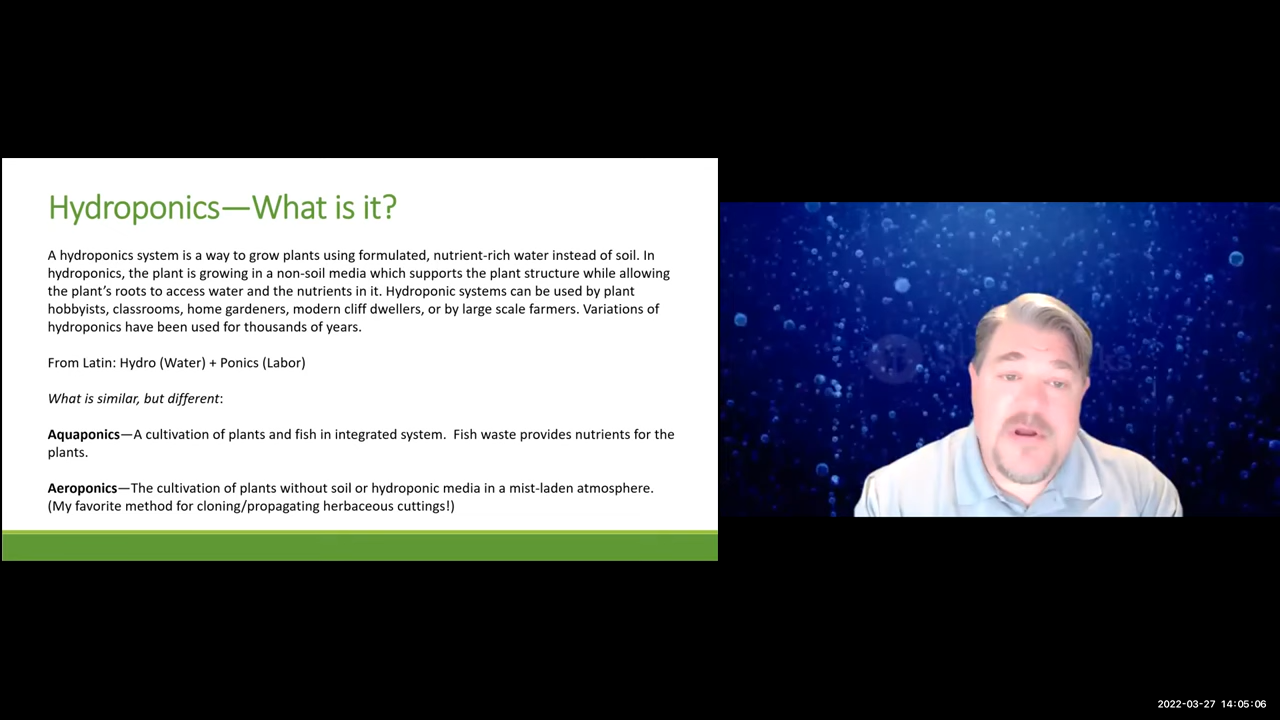 Hydroponics—What is it?
A hydroponics system is a way to grow plants using formulated, nutrient-rich water instead of soil. In
hydroponics, the plant is growing in a non-soil media which supports the plant structure while allowing
the plant’s roots to access water and the nutrients in it. Hydroponic systems can be used by plant
hobbyists, classrooms, home gardeners, modern cliff dwellers, or by large scale farmers. Variations of
hydroponics have been used for thousands of years.
From Latin: Hydro (Water) + Ponics (Labor)
What is similar, but different:
Aquaponics—A cultivation of plants and fish in integrated system.  Fish waste provides nutrients for the
plants.
Aeroponics—The cultivation of plants without soil or hydroponic media in a mist-laden atmosphere.
(My favorite method for cloning/propagating herbaceous cuttings!)
2022-03-27 14:05:06